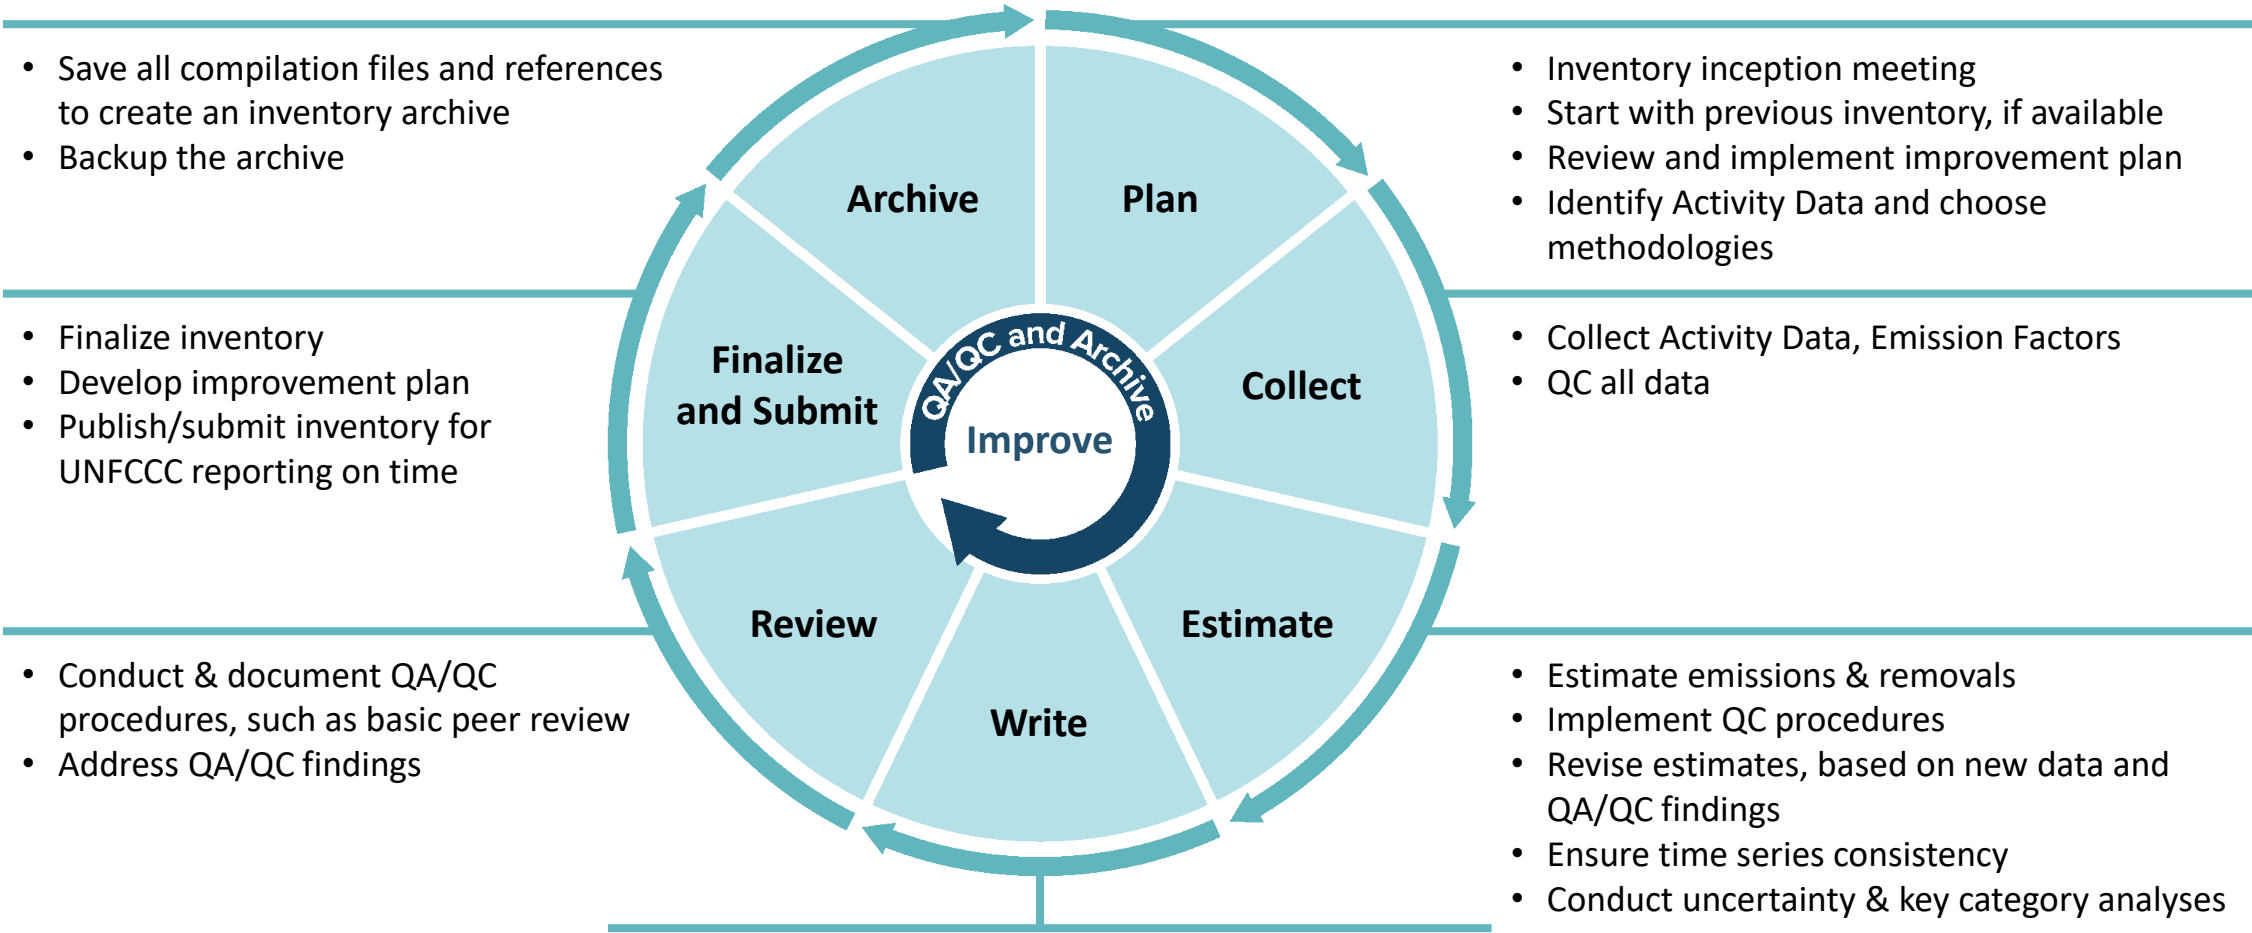 • Save all compilation files and references
to create an inventory archive
• Backup the archive
• Inventory inception meeting
• Start with previous inventory, if available
• Review and implement improvement plan
• Identify Activity Data and choose
methodologies
• Finalize inventory
• Develop improvement plan
• Publish/submit inventory for
UNFCCC reporting on time
• Collect Activity Data, Emission Factors
• QC all data
• Conduct & document QA/QC
procedures, such as basic peer review
• Address QA/QC findings
• Estimate emissions & removals
• Implement QC procedures
• Revise estimates, based on new data and
QA/QC findings
• Ensure time series consistency
• Conduct uncertainty & key category analyses
Archive
Plan
Finalize
and Submit
Collect
Review
Estimate
Write
QA/QC and Archive
Improve